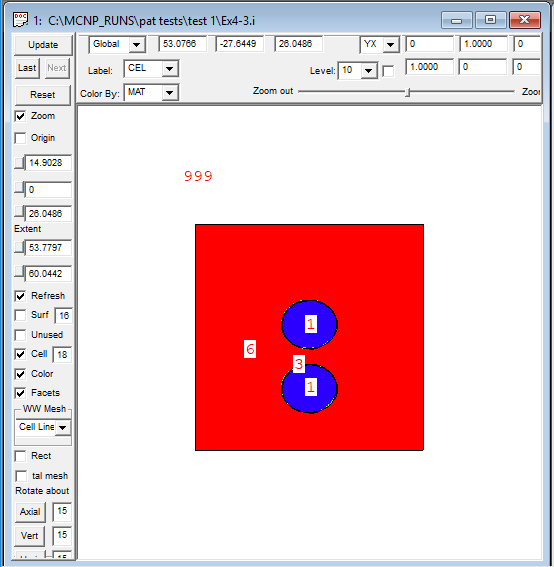 1: C:\MCNP_RUNS\pat tests\test 1\Ex4-3.i
Update
Global 53.0766 -27.6449 26.0486 YX 0 1.0000 0
Last Next
Label: CEL Level: 10 1.0000 0 0
Reset
Color By: MAT Zoom out
Zoom
Origin
14.9028
0
26.0486
Extent
53.7797
60.0442
Refresh
Surf 16
Unused
Cell 18
Color
Facets
WW Mesh
Cell Line
Rect
tal mesh
Rotate about
Axial 15
Vert 15
15
999
1
6
3
1